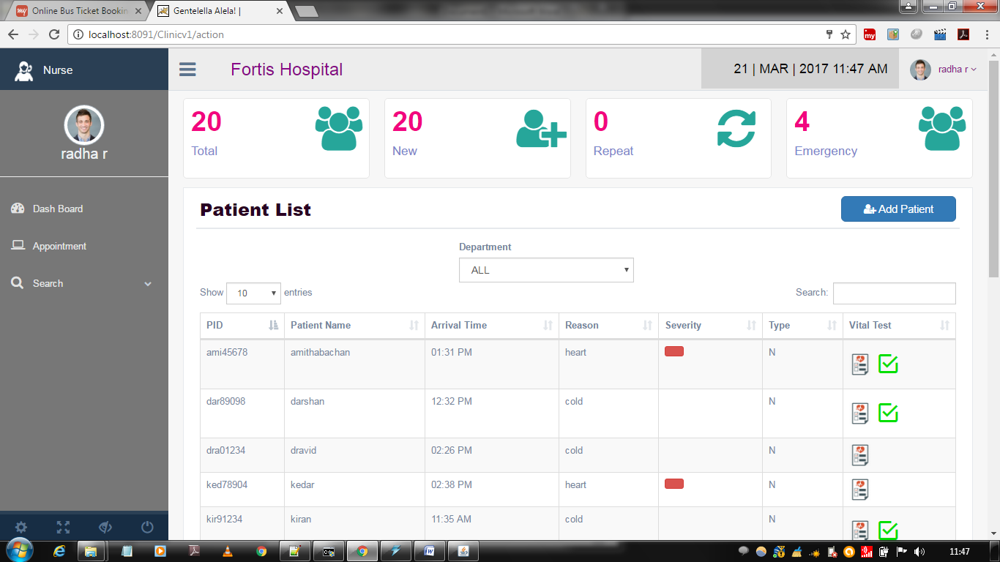 Online Bus Ticket Bookin
Gentelella Alela! |
localhost:8091/Clinicv1/action
Nurse
Fortis Hospital
21 | MAR | 2017 11:47 AM
radha r
radha r
20
Total
20
New
0
Repeat
4
Emergency
Dash Board
Appointment
Search
Patient List
Add Patient
Department
ALL
Show 10 entries
Search:
PID Patient Name Arrival Time Reason Severity Type Vital Test
ami45678 amithabachan 01:31 PM heart N
dar89098 darshan 12:32 PM cold N
dra01234 dravid 02:26 PM cold N
ked78904 kedar 02:38 PM heart N
kir91234 kiran 11:35 AM cold N
11:47